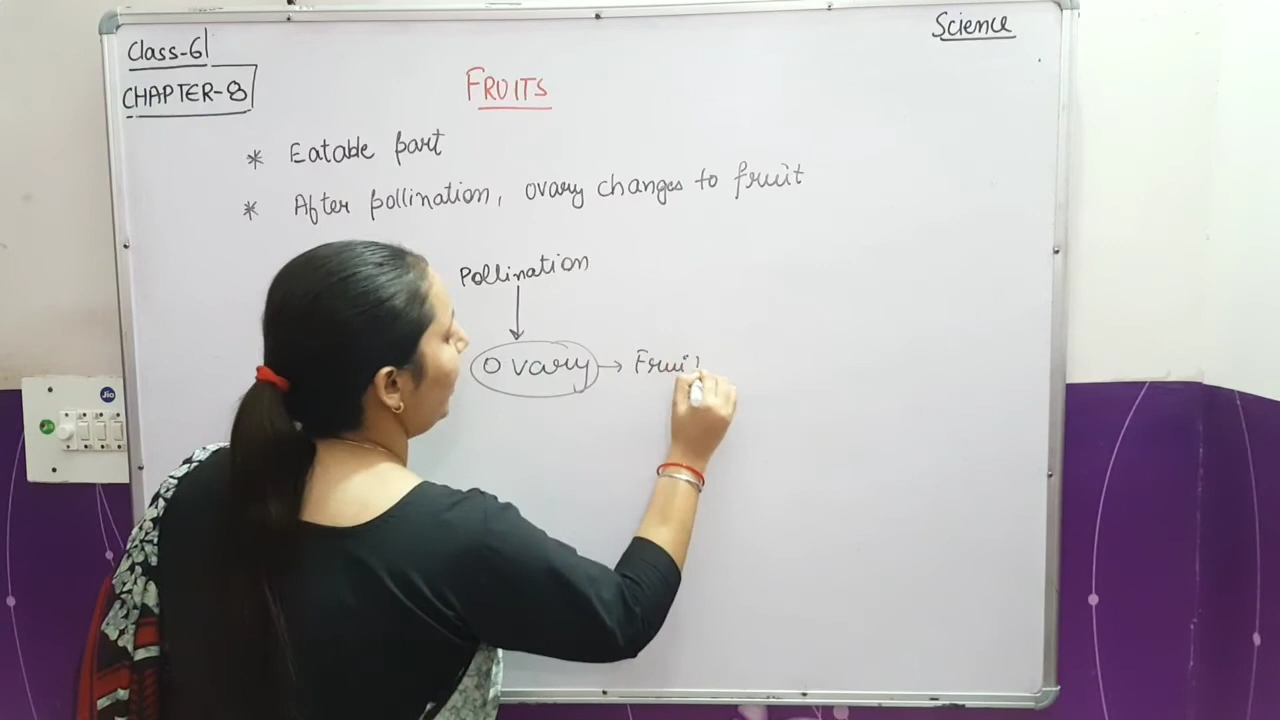 Class-6
CHAPTER-8
Science
FRUITS
* Eatable part
* After pollination, ovary changes to fruit
Pollination
Ovary → Frui
Jio